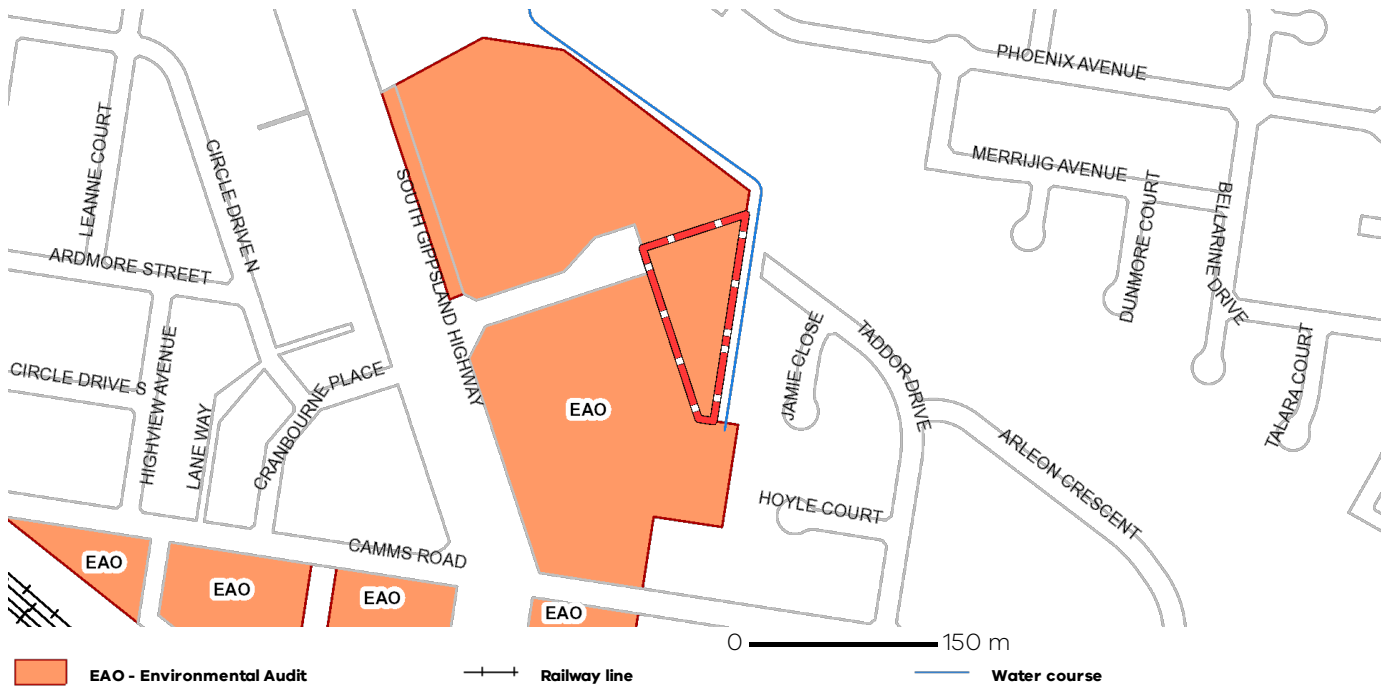 PHOENIX AVENUE
LEANNE COURT
CIRCLE DRIVE N
MERRIJIG AVENUE
SOUTH GIPPSLAND HIGHWAY
DUNMORE COURT
BELLARINE DRIVE
ARDMORE STREET
JAMIE CLOSE
TADDOR DRIVE
TALARA COURT
HIGHVIEW AVENUE
CIRCLE DRIVE S
CRANBOURNE PLACE
LANE WAY
EAO
ARLEON CRESCENT
HOYLE COURT
CAMMS ROAD
EAO
EAO
EAO
EAO
0 150 m
EAO - Environmental Audit Railway line Water course